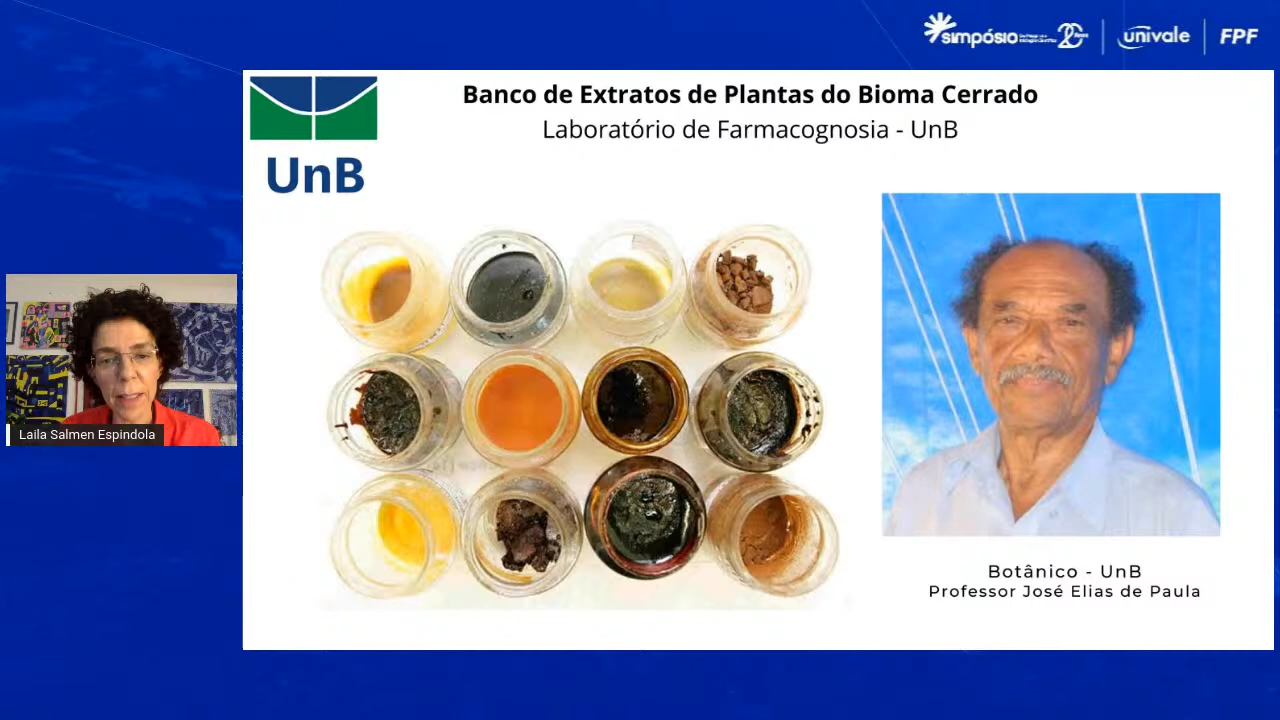 simpósio
univale
FPF
Banco de Extratos de Plantas do Bioma Cerrado
Laboratório de Farmacognosia - UnB
UnB
Laila Salmen Espindola
Botânico - UnB
Professor José Elias de Paula